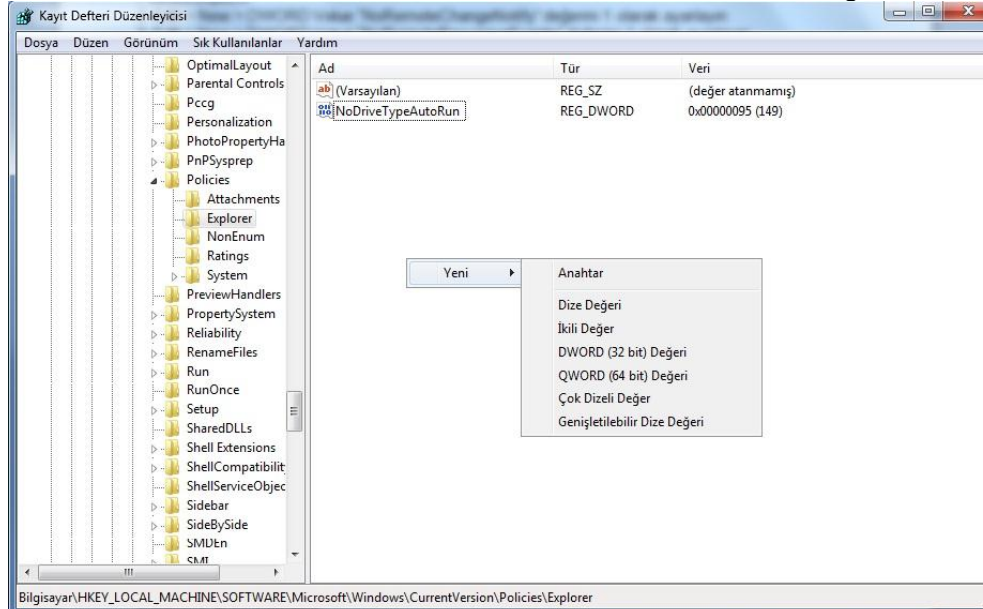 Kayıt Defteri Düzenleyicisi
Dosya Düzen Görünüm Sık Kullanılanlar Yardım
OptimalLayout
Parental Controls
Pccg
Personalization
PhotoPropertyHa
PnPSysprep
Policies
Attachments
Explorer
NonEnum
Ratings
System
PreviewHandlers
PropertySystem
Reliability
RenameFiles
Run
RunOnce
Setup
SharedDLLs
Shell Extensions
ShellCompatibilit
ShellServiceObjec
Sidebar
SideBySide
SMDEn
SMI
Ad Tür Veri
(Varsayılan) REG_SZ (değer atanmamış)
NoDriveTypeAutoRun REG_DWORD 0x00000095 (149)
Yeni
Anahtar
Dize Değeri
İkili Değer
DWORD (32 bit) Değeri
QWORD (64 bit) Değeri
Çok Dizeli Değer
Genişletilebilir Dize Değeri
Bilgisayar\HKEY_LOCAL_MACHINE\SOFTWARE\Microsoft\Windows\CurrentVersion\Policies\Explorer